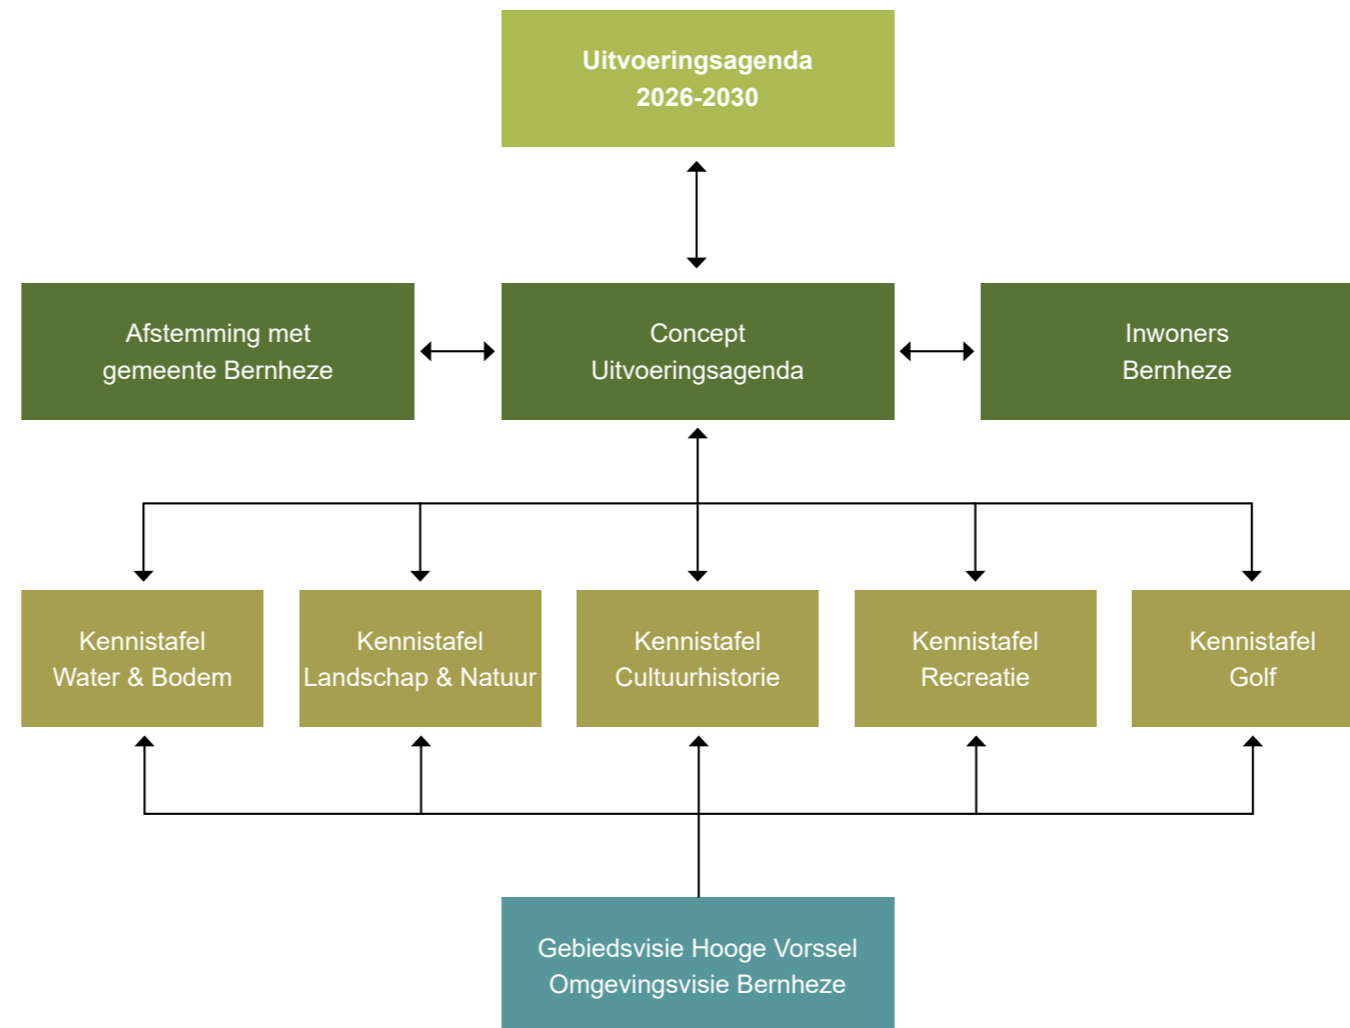 Uitvoeringsagenda
2026-2030
Afstemming met
gemeente Bernheze
Concept
Uitvoeringsagenda
Inwoners
Bernheze
Kennistafel
Water & Bodem
Kennistafel
Landschap & Natuur
Kennistafel
Cultuurhistorie
Kennistafel
Recreatie
Kennistafel
Golf
Gebiedsvisie Hooge Vorssel
Omgevingsvisie Bernheze